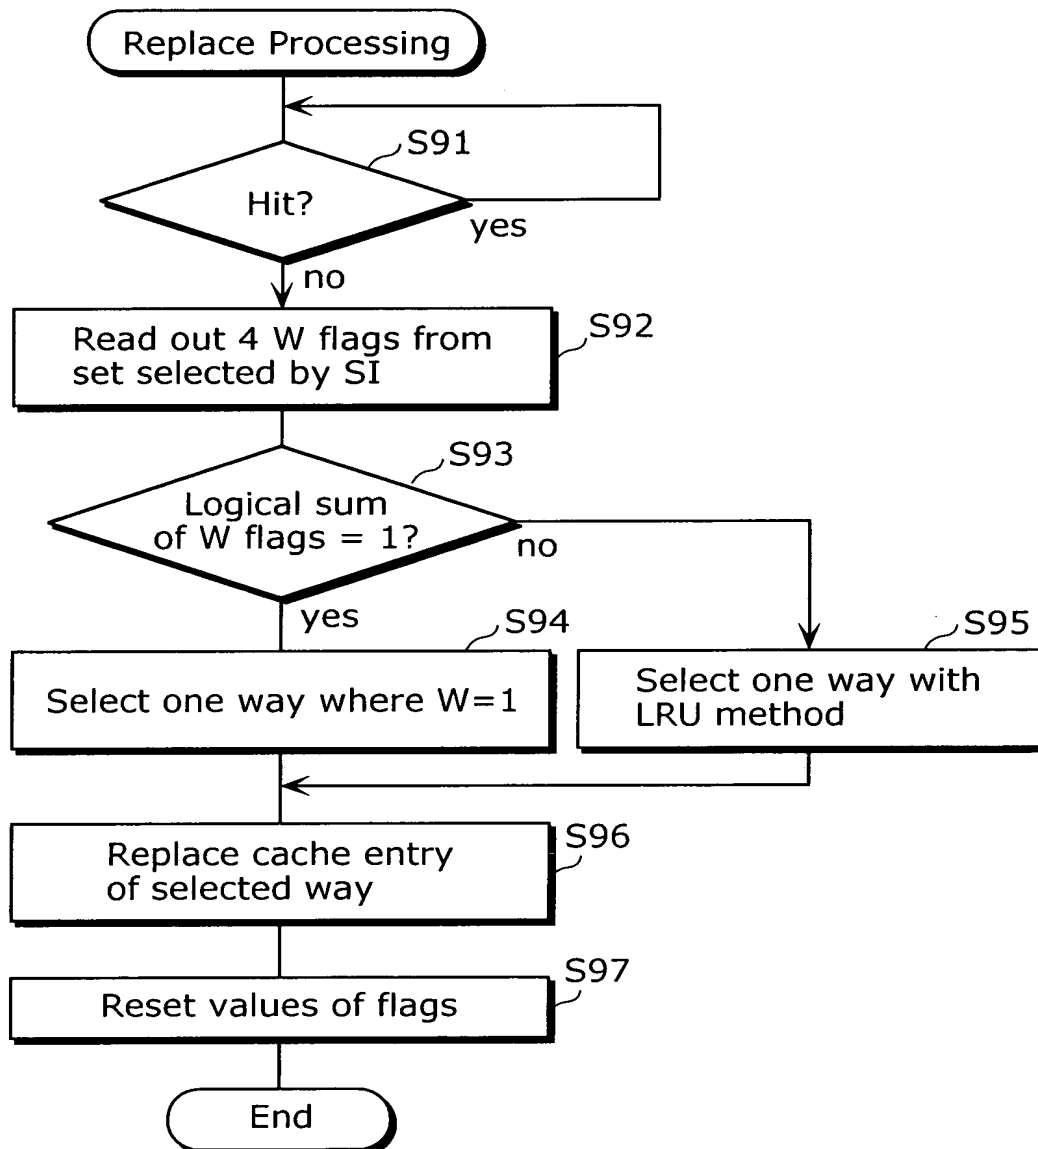 Replace Processing
S91
Hit?
yes
no
S92
Read out 4 W flags from
set selected by SI
S93
Logical sum
of W flags = 1?
no
yes
S94
S95
Select one way where W=1
Select one way with
LRU method
S96
Replace cache entry
of selected way
S97
Reset values of flags
End